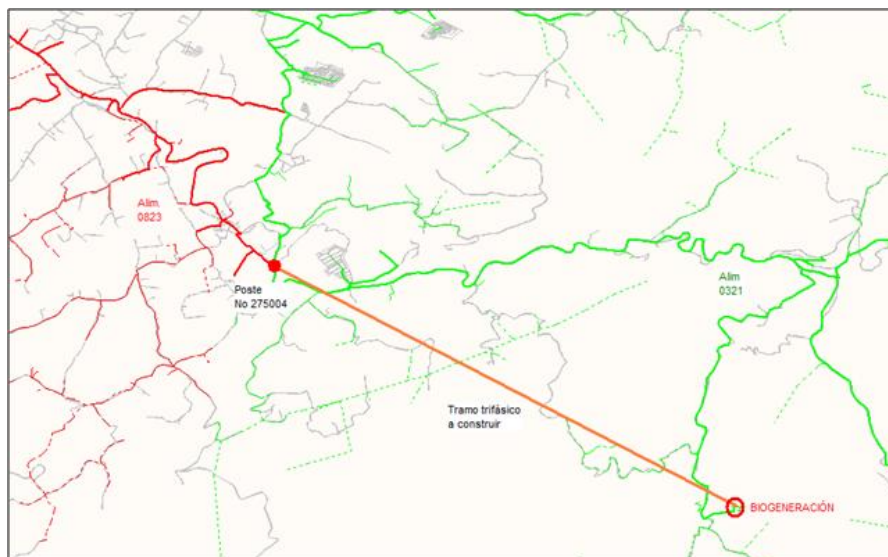 Alim.
0823
Poste
No 275004
Alim
0321
Tramo trifásico
a construir
BIOGENERACIÓN